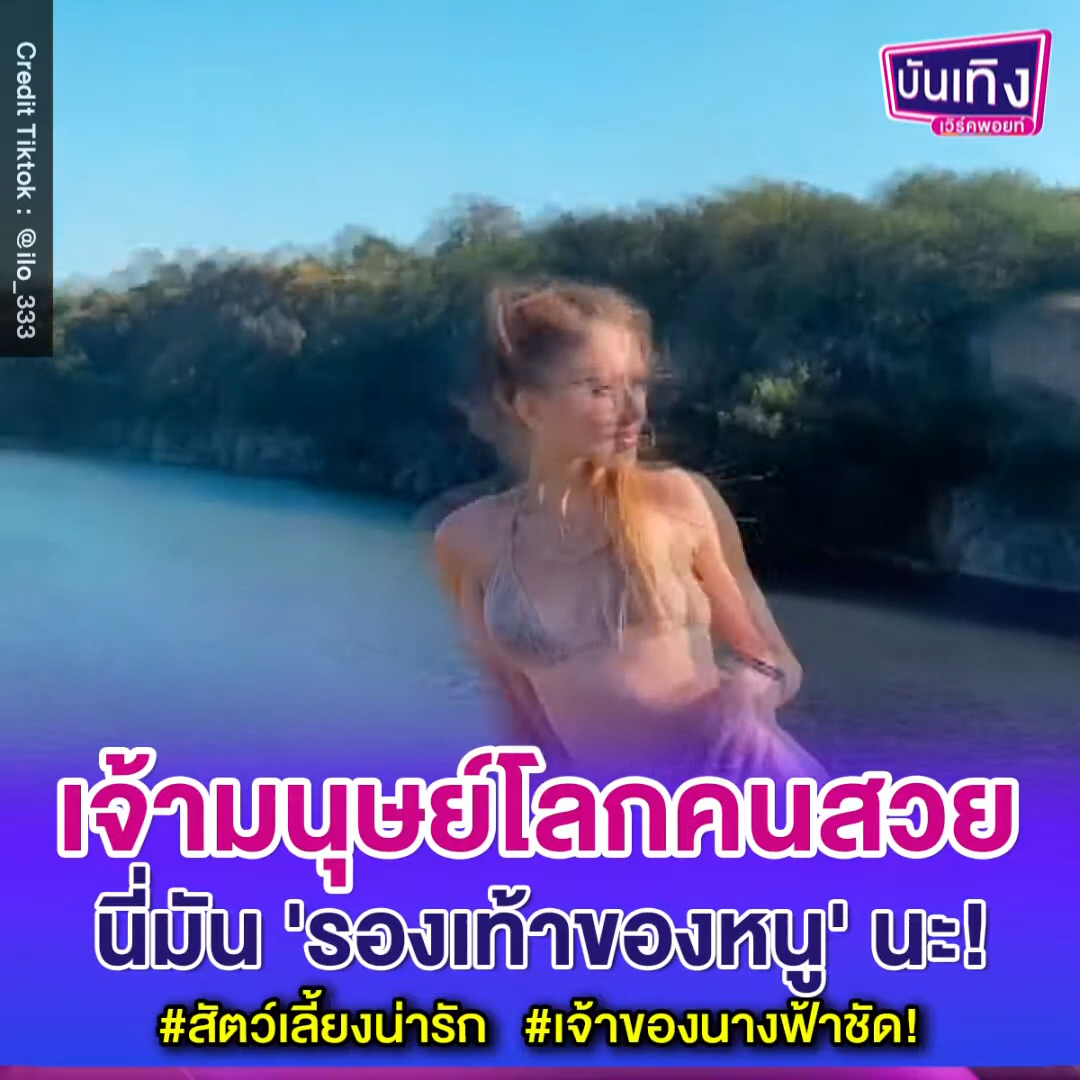 Credit Tiktok : @ilo_333
บันเทิง
เวิร์คพอยท์
เจ้ามนุษย์โลกคนสวย
นี่มัน 'รองเท้าของหนู' นะ!
#สัตว์เลี้ยงน่ารัก #เจ้าของนางฟ้าชัด!